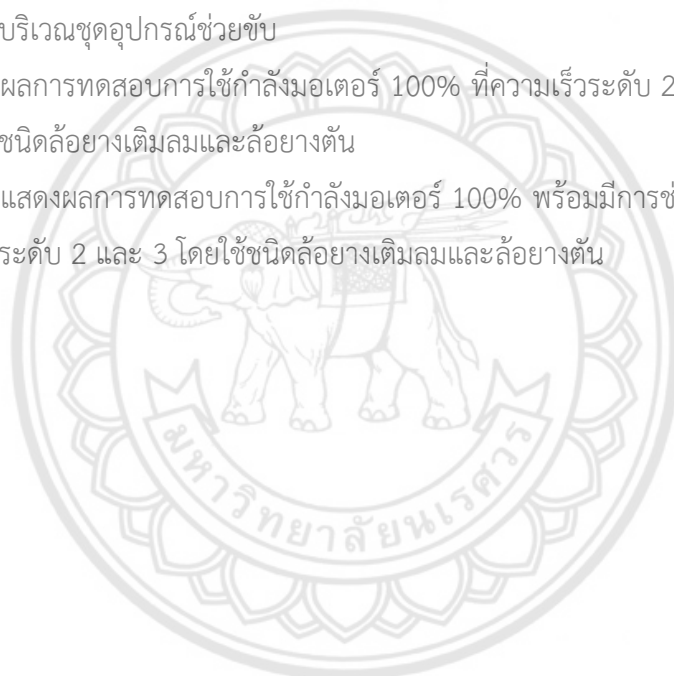 บริเวณชุดอุปกรณ์ช่วยขับ
ผลการทดสอบการใช้กำลังมอเตอร์ 100% ที่ความเร็วระดับ 2
ชนิดล้อยางเติมลมและล้อยางตัน
แสดงผลการทดสอบการใช้กำลังมอเตอร์ 100% พร้อมมีการช่
ระดับ 2 และ 3 โดยใช้ชนิดล้อยางเติมลมและล้อยางตัน
มหาวิทยาลัยนเรศวร